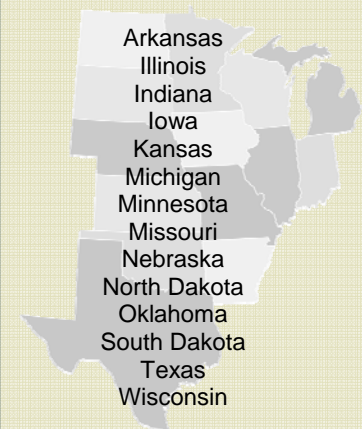 Arkansas
Illinois
Indiana
Iowa
Kansas
Michigan
Minnesota
Missouri
Nebraska
North Dakota
Oklahoma
South Dakota
Texas
Wisconsin